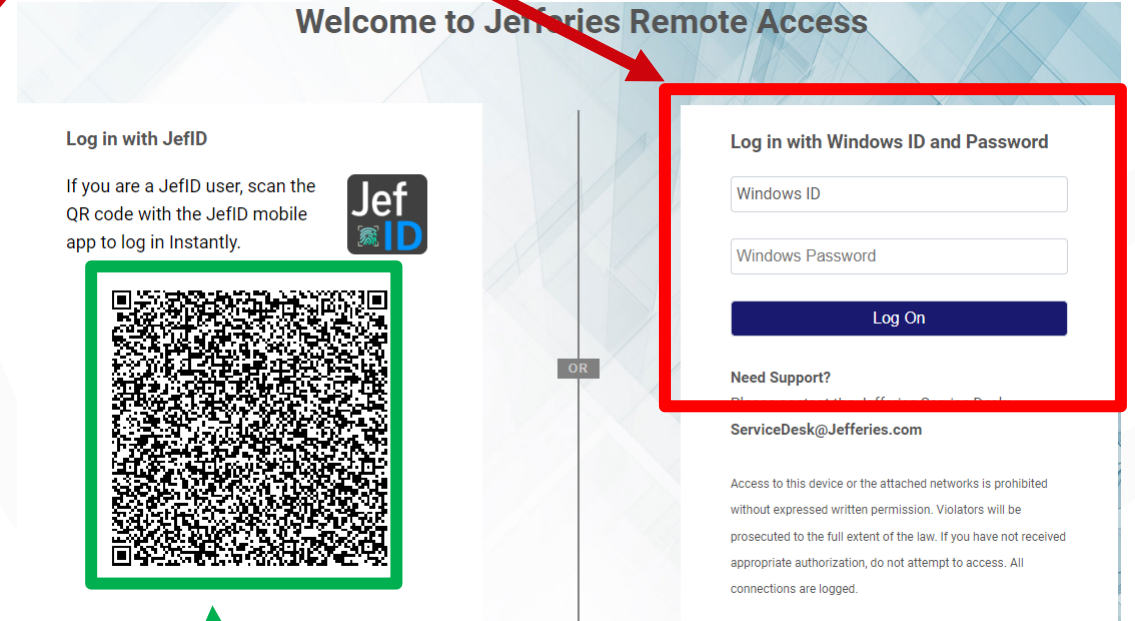 Welcome to Jefferies Remote Access
Log in with JefID
If you are a JefID user, scan the
QR code with the JefID mobile
app to log in Instantly.
Jef
ID
OR
Log in with Windows ID and Password
Windows ID
Windows Password
Log On
Need Support?
ServiceDesk@Jefferies.com
Access to this device or the attached networks is prohibited
without expressed written permission. Violators will be
prosecuted to the full extent of the law. If you have not received
appropriate authorization, do not attempt to access. All
connections are logged.